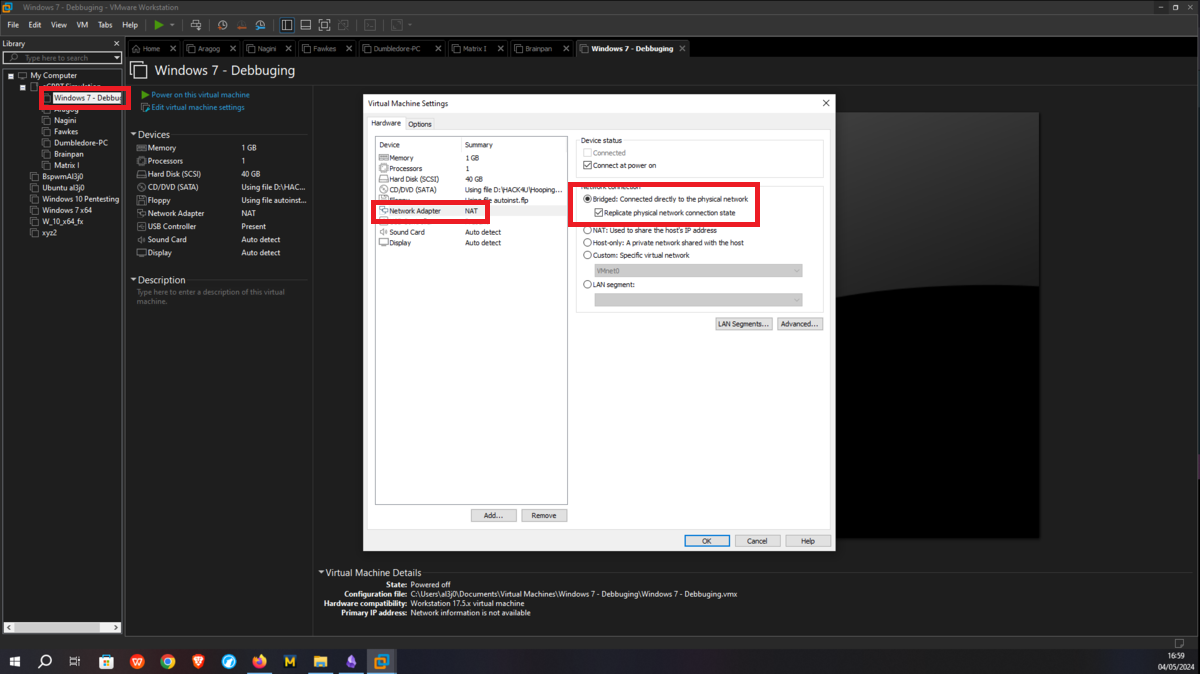 Windows 7 - Debbuging - VMware Workstation
File Edit View VM Tabs Help
Library
Type here to search
My Computer
Windows 7 - Debbug
Aragog
Nagini
Fawkes
Dumbledore-PC
Brainpan
Matrix I
BspwmAl3j0
Ubuntu al3j0
Windows 10 Pentesting
Windows 7 x64
W_10_x64_fx
xyz2
Home Aragog Nagini Fawkes Dumbledore-PC Matrix I Brainpan Windows 7 - Debbuging
Windows 7 - Debbuging
Power on this virtual machine
Edit virtual machine settings
Devices
Memory 1 GB
Processors 1
Hard Disk (SCSI) 40 GB
CD/DVD (SATA) Using file D:\HAC...
Floppy Using file autoinst...
Network Adapter NAT
USB Controller Present
Sound Card Auto detect
Display Auto detect
Description
Type here to enter a description of this virtual
machine.
Virtual Machine Settings
Hardware Options
Device Summary
Memory 1 GB
Processors 1
Hard Disk (SCSI) 40 GB
CD/DVD (SATA) Using file D:\HACK4U\Hooping...
Floppy Using file autoinst.flp
Network Adapter NAT
Sound Card Auto detect
Display Auto detect
Add... Remove
Device status
Connected
Connect at power on
Network connection
Bridged: Connected directly to the physical network
Replicate physical network connection state
NAT: Used to share the host's IP address
Host-only: A private network shared with the host
Custom: Specific virtual network
VMnet0
LAN segment:
LAN Segments... Advanced...
OK Cancel Help
Virtual Machine Details
State: Powered off
Configuration file: C:\Users\al3j0\Documents\Virtual Machines\Windows 7 - Debbuging\Windows 7 - Debbuging.vmx
Hardware compatibility: Workstation 17.5.x virtual machine
Primary IP address: Network information is not available
16:59
04/05/2024